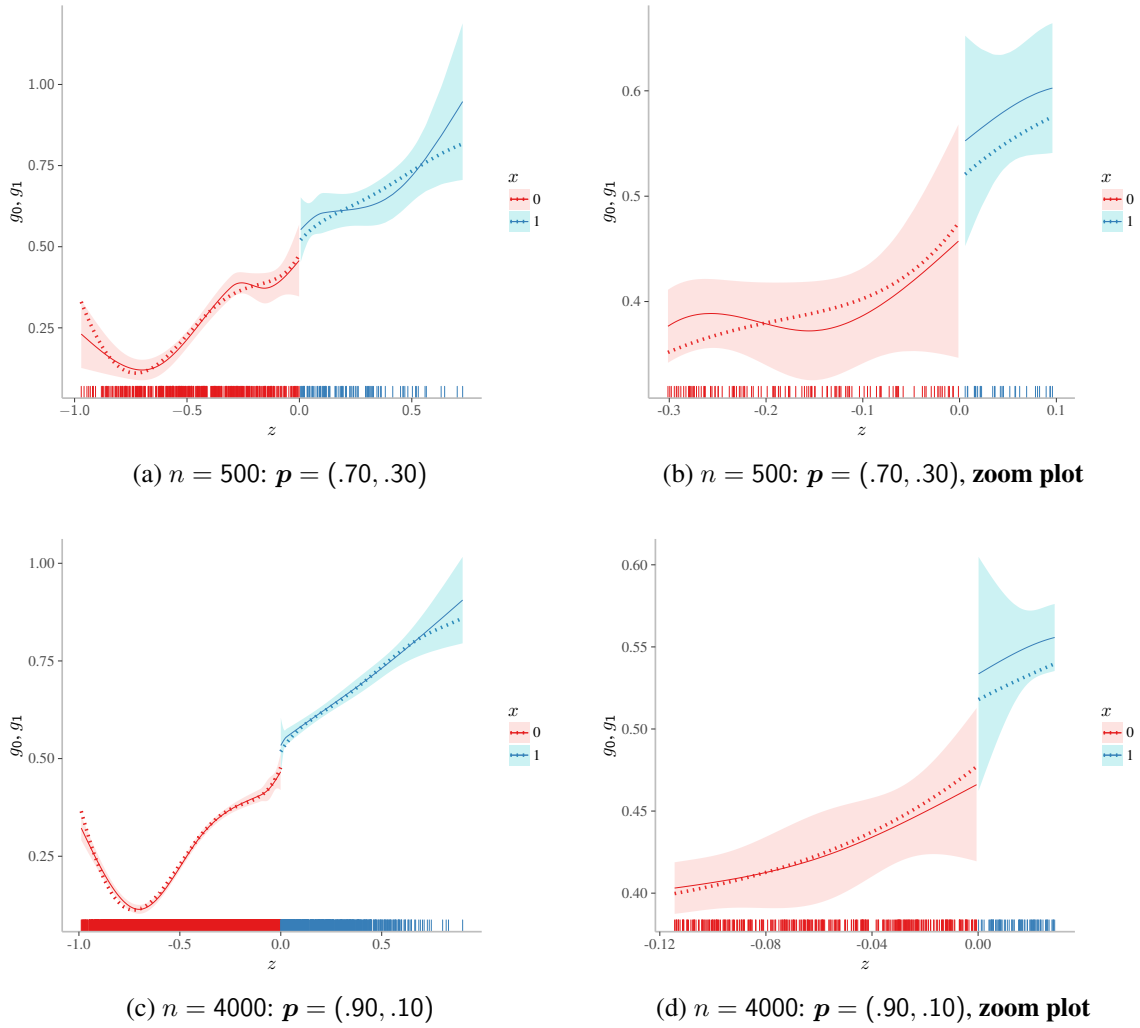 1.00
0.75
0.50
0.25
g₀, g₁
−1.0 −0.5 0.0 0.5
z
x
0
1
(a) n = 500: p = (.70, .30)
0.6
0.5
0.4
g₀, g₁
-0.3 -0.2 -0.1 0.0 0.1
z
x
0
1
(b) n = 500: p = (.70, .30), zoom plot
1.00
0.75
0.50
0.25
g₀, g₁
-1.0 -0.5 0.0 0.5
z
x
0
1
(c) n = 4000: p = (.90, .10)
0.60
0.55
0.50
0.45
0.40
g₀, g₁
-0.12 -0.08 -0.04 0.00
z
x
0
1
(d) n = 4000: p = (.90, .10), zoom plot